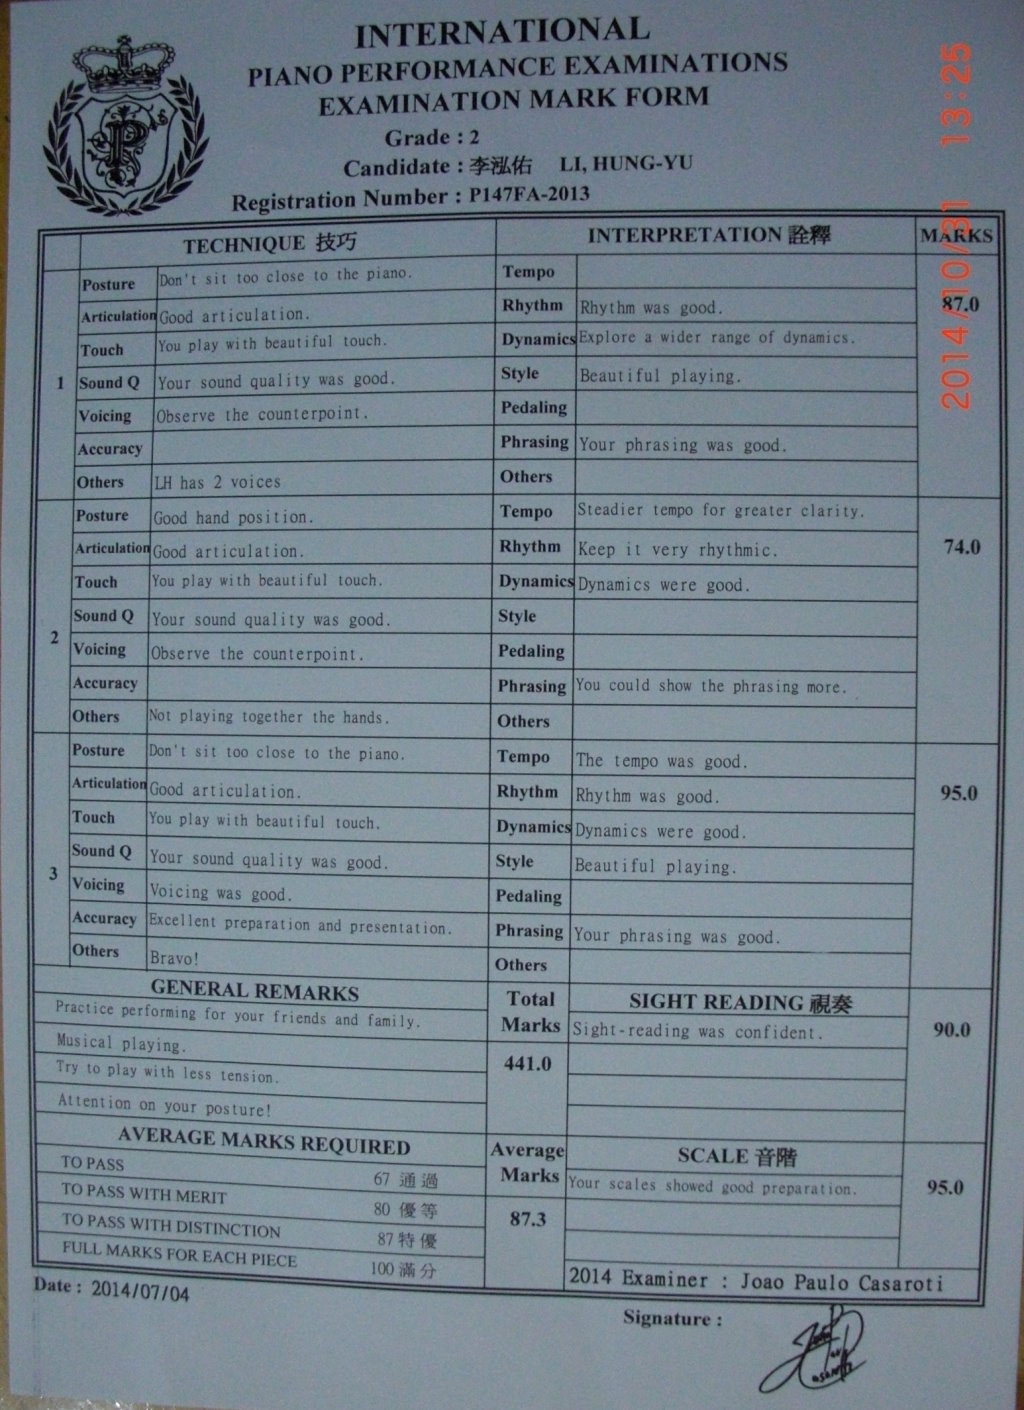 INTERNATIONAL
PIANO PERFORMANCE EXAMINATIONS
EXAMINATION MARK FORM
Grade : 2
Candidate : 李泓佑 LI, HUNG-YU
Registration Number : P147FA-2013
2014/10/31 13:25
TECHNIQUE 技巧 INTERPRETATION 詮釋 MARKS
1 87.0
Posture Don't sit too close to the piano. Tempo
Articulation Good articulation. Rhythm Rhythm was good.
Touch You play with beautiful touch. Dynamics Explore a wider range of dynamics.
Sound Q Your sound quality was good. Style Beautiful playing.
Voicing Observe the counterpoint. Pedaling
Accuracy Phrasing Your phrasing was good.
Others LH has 2 voices Others
2 74.0
Posture Good hand position. Tempo Steadier tempo for greater clarity.
Articulation Good articulation. Rhythm Keep it very rhythmic.
Touch You play with beautiful touch. Dynamics Dynamics were good.
Sound Q Your sound quality was good. Style
Voicing Observe the counterpoint. Pedaling
Accuracy Phrasing You could show the phrasing more.
Others Not playing together the hands. Others
3 95.0
Posture Don't sit too close to the piano. Tempo The tempo was good.
Articulation Good articulation. Rhythm Rhythm was good.
Touch You play with beautiful touch. Dynamics Dynamics were good.
Sound Q Your sound quality was good. Style Beautiful playing.
Voicing Voicing was good. Pedaling
Accuracy Excellent preparation and presentation. Phrasing Your phrasing was good.
Others Bravo! Others
GENERAL REMARKS
Practice performing for your friends and family.
Musical playing.
Try to play with less tension.
Attention on your posture!
Total
Marks
441.0
SIGHT READING 視奏
Sight-reading was confident.
90.0
AVERAGE MARKS REQUIRED
TO PASS 67 通過
TO PASS WITH MERIT 80 優等
TO PASS WITH DISTINCTION 87 特優
FULL MARKS FOR EACH PIECE 100 滿分
Average
Marks
87.3
SCALE 音階
Your scales showed good preparation.
95.0
2014 Examiner : Joao Paulo Casaroti
Date : 2014/07/04
Signature :